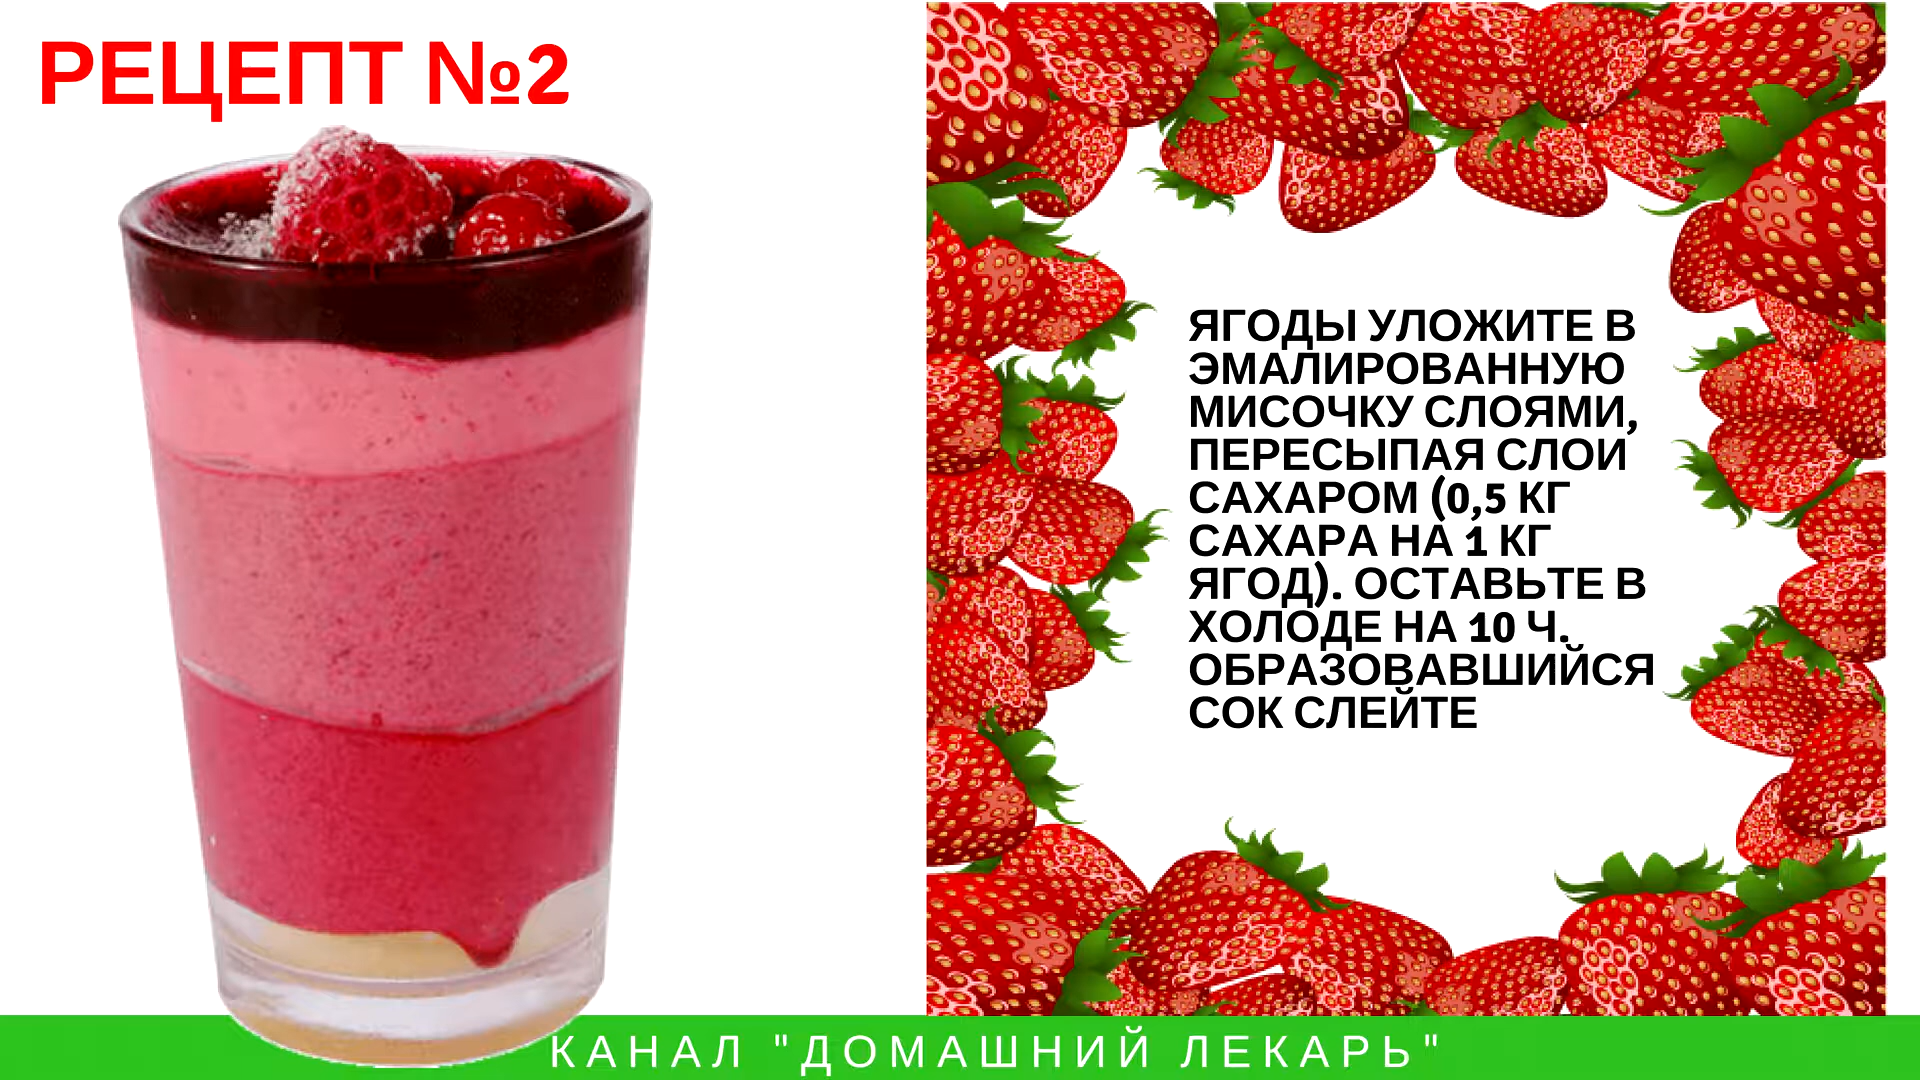 РЕЦЕПТ №2
ЯГОДЫ УЛОЖИТЕ В
ЭМАЛИРОВАННУЮ
МИСОЧКУ СЛОЯМИ,
ПЕРЕСЫПАЯ СЛОИ
САХАРОМ (0,5 КГ
САХАРА НА 1 КГ
ЯГОД). ОСТАВЬТЕ В
ХОЛОДЕ НА 10 Ч.
ОБРАЗОВАВШИЙСЯ
СОК СЛЕЙТЕ
КАНАЛ "ДОМАШНИЙ ЛЕКАРЬ"